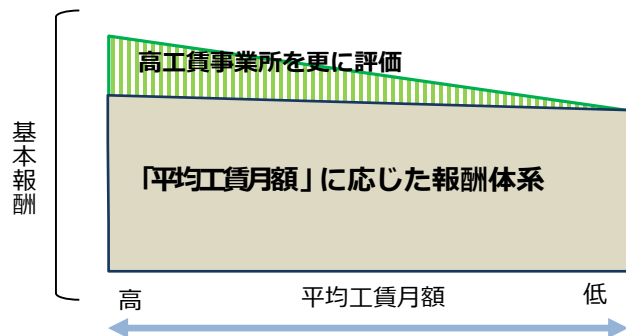 高工賃事業所を更に評価
基本報酬
「平均工賃月額」に応じた報酬体系
高
平均工賃月額
低